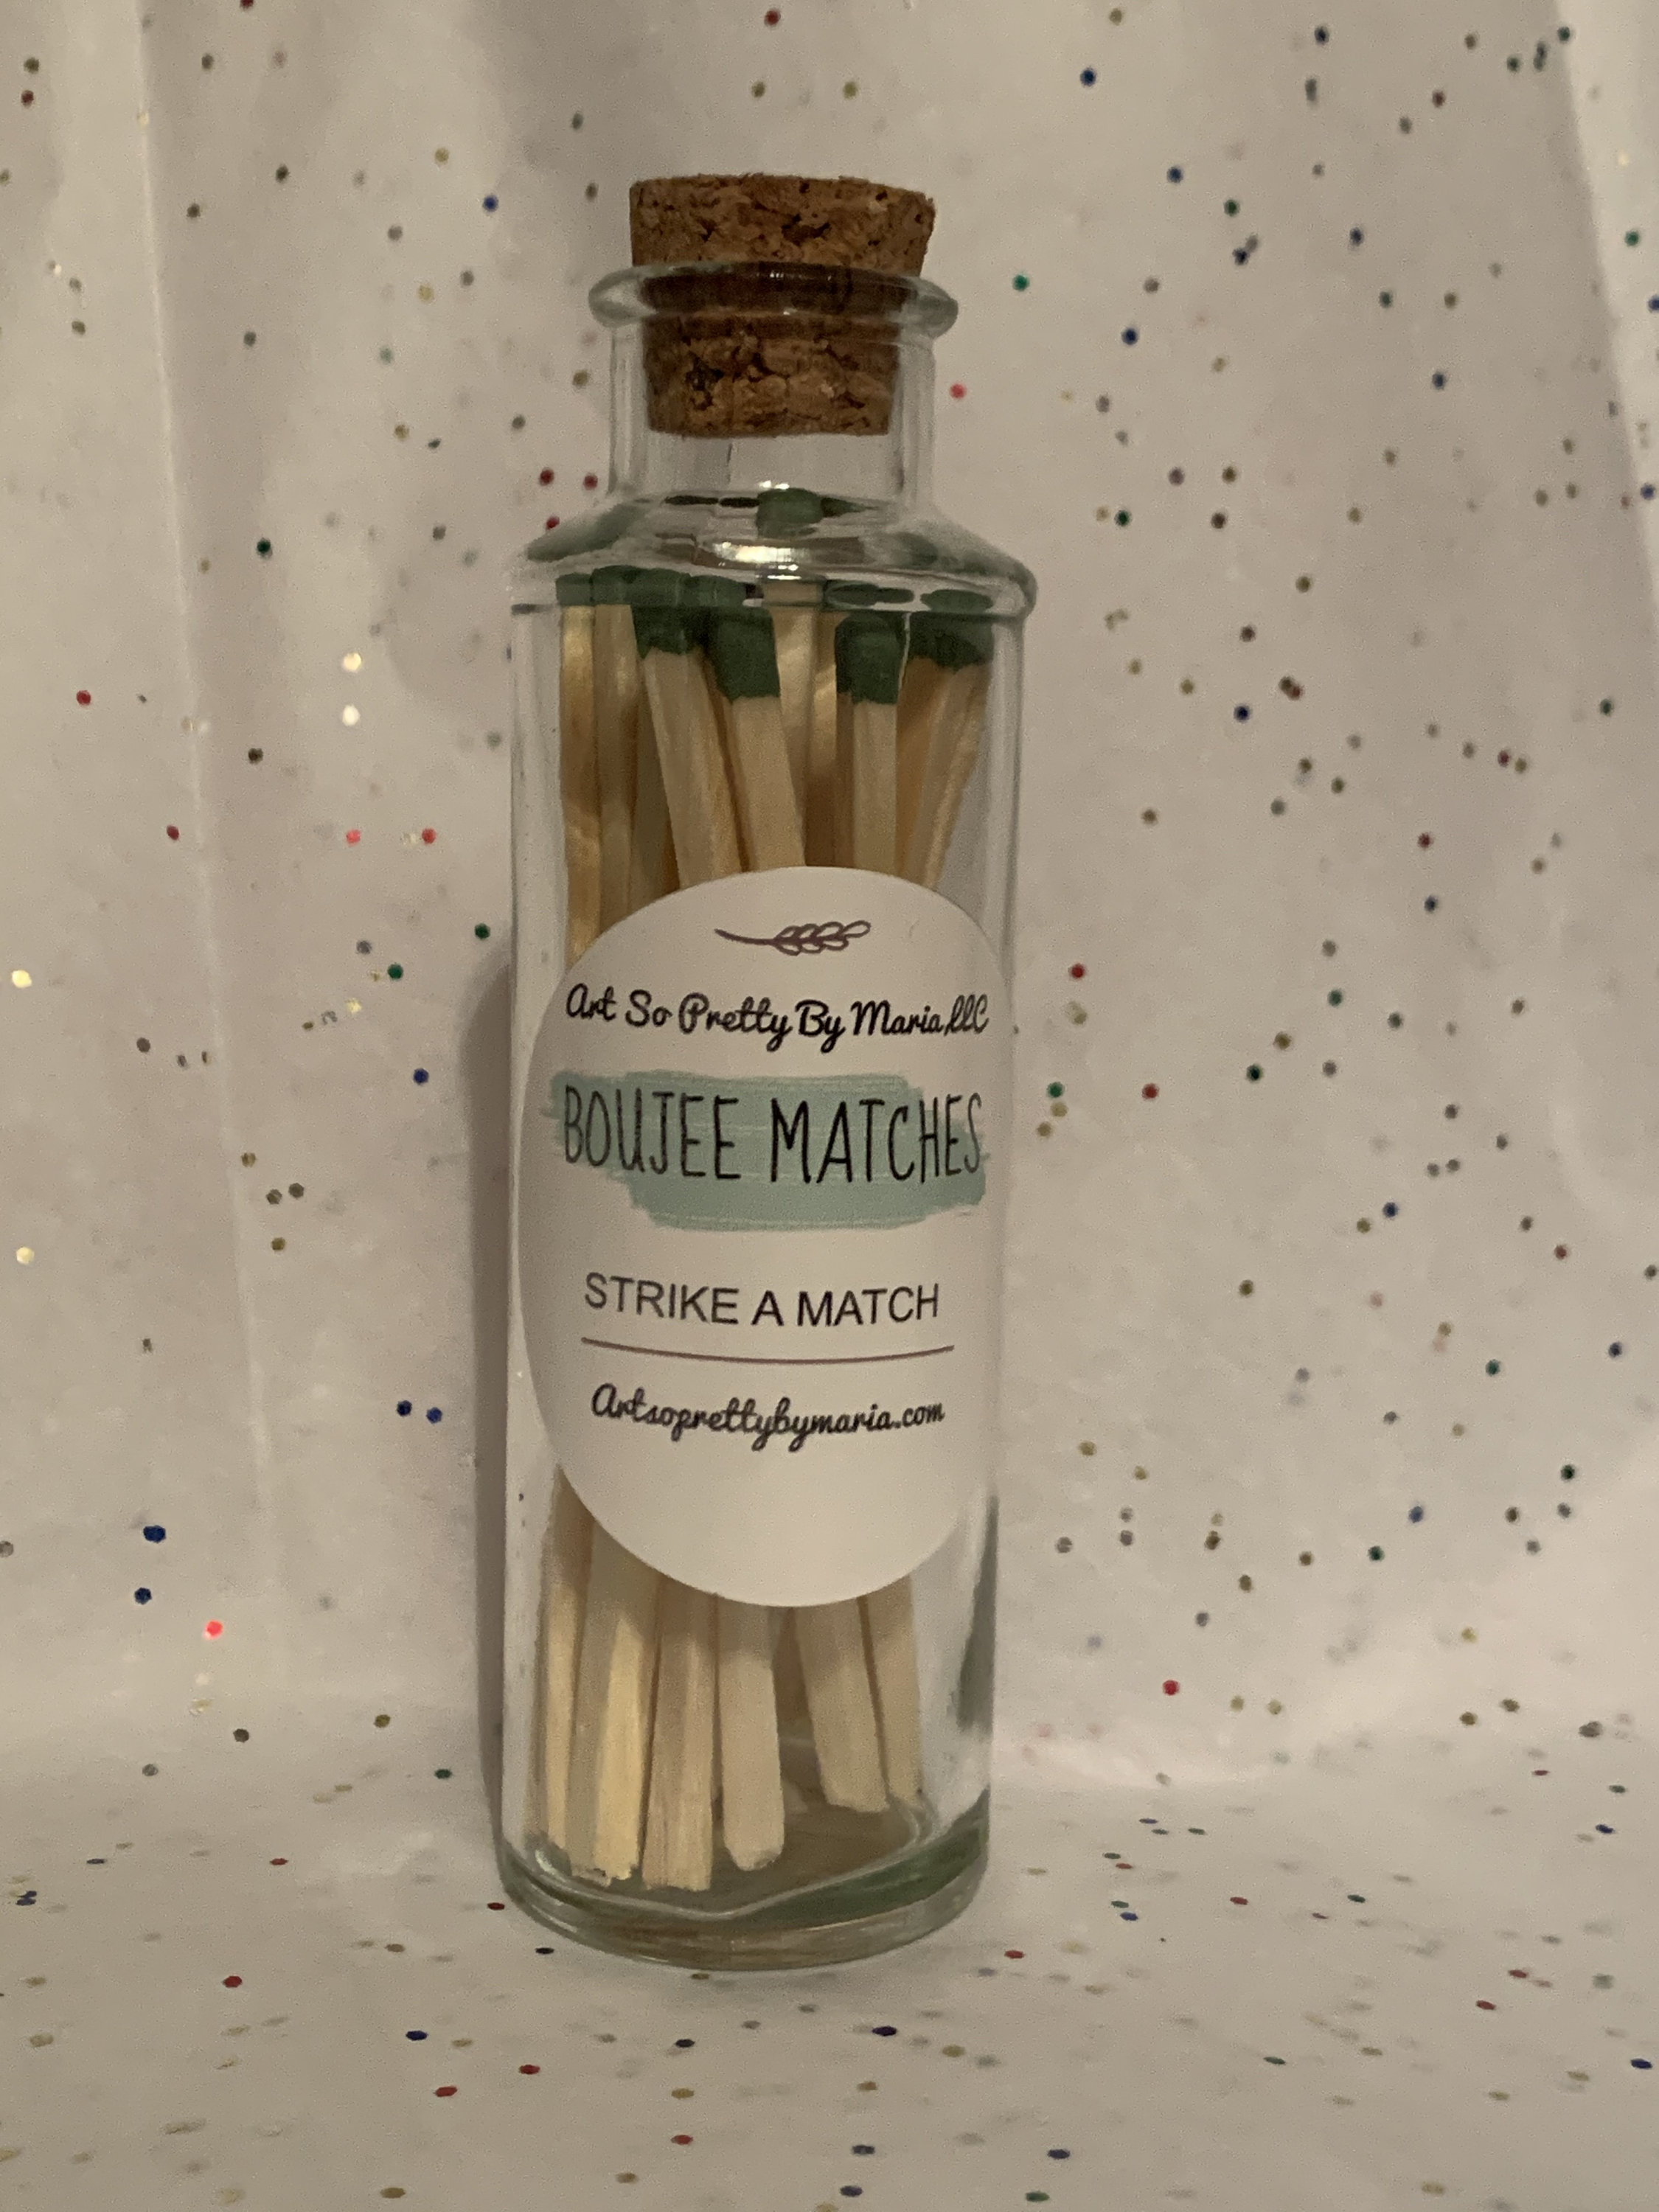 Art So Pretty By Maria,LLC
BOUJEE MATCHES
STRIKE A MATCH
Artsoprettybymaria.com